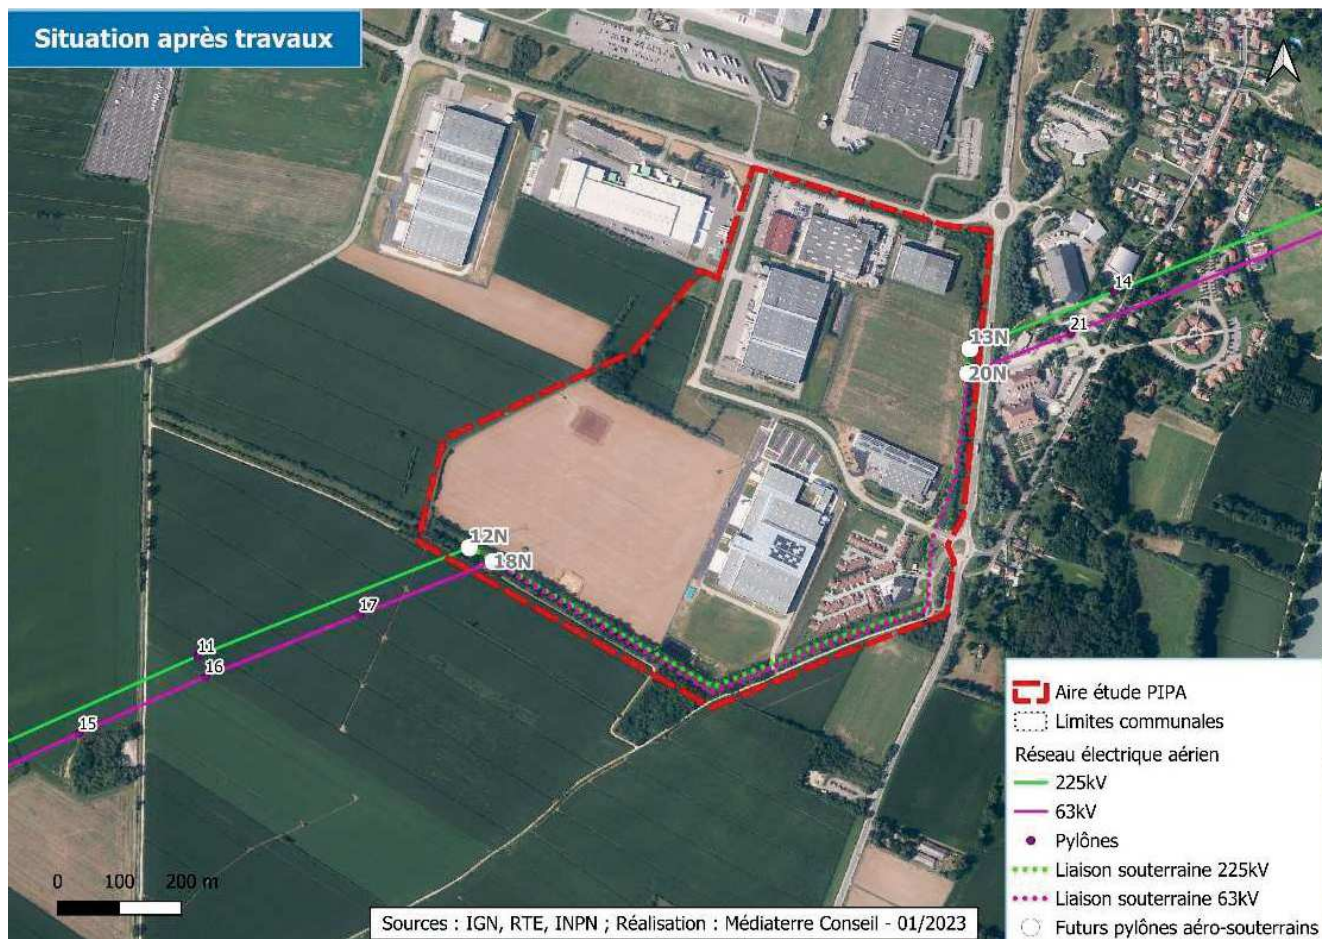 Situation après travaux
14
21
13N
20N
12N
18N
17
11
16
15
Aire étude PIPA
Limites communales
Réseau électrique aérien
225kV
63kV
Pylônes
Liaison souterraine 225kV
Liaison souterraine 63kV
Futurs pylônes aéro-souterrains
0 100 200 m
Sources : IGN, RTE, INPN ; Réalisation : Médiaterre Conseil - 01/2023